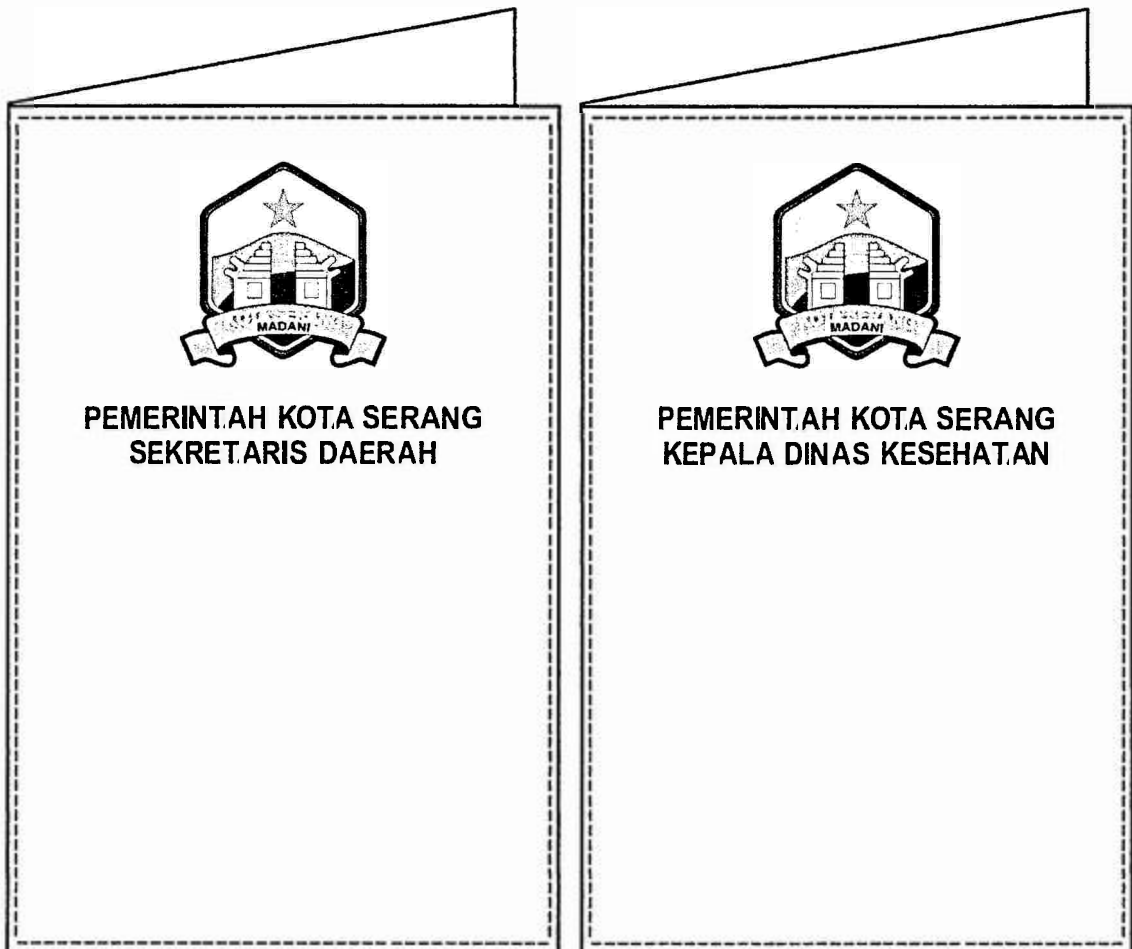 MADANI
PEMERINTAH KOTA SERANG
SEKRETARIS DAERAH
MADANI
PEMERINTAH KOTA SERANG
KEPALA DINAS KESEHATAN